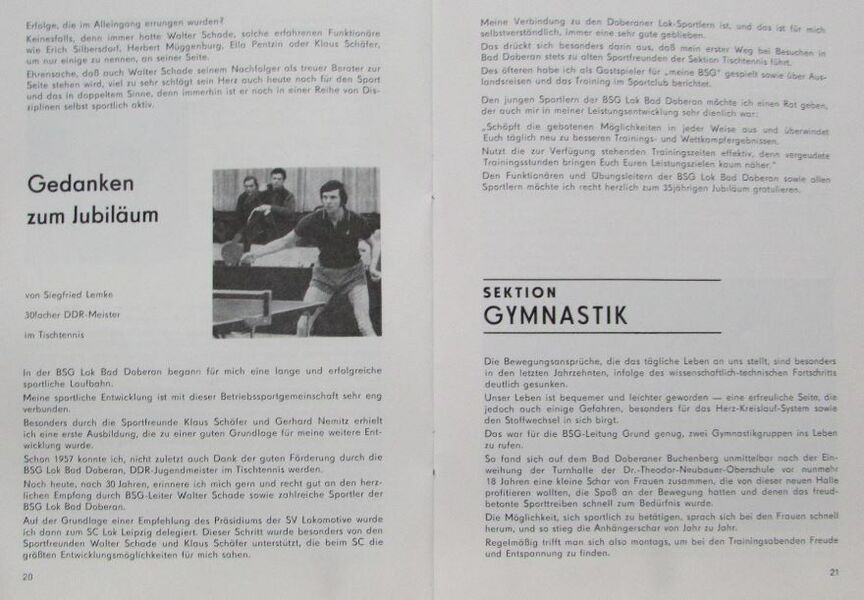 Erfolge, die im Alleingang errungen wurden?
Keinesfalls, denn immer hatte Walter Schade, solche erfahrenen Funktionäre
wie Erich Silbersdorf, Herbert Müggenburg, Ella Pentzin oder Klaus Schäfer,
um nur einige zu nennen, an seiner Seite.
Ehrensache, daß auch Walter Schade seinem Nachfolger als treuer Berater zur
Seite stehen wird, viel zu sehr schlägt sein Herz auch heute noch für den Sport
und das in doppeltem Sinne, denn immerhin ist er noch in einer Reihe von Dis-
ziplinen selbst sportlich aktiv.
Gedanken
zum Jubiläum
von Siegfried Lemke
30facher DDR-Meister
im Tischtennis
In der BSG Lok Bad Doberan begann für mich eine lange und erfolgreiche
sportliche Laufbahn.
Meine sportliche Entwicklung ist mit dieser Betriebssportgemeinschaft sehr eng
verbunden.
Besonders durch die Sportfreunde Klaus Schäfer und Gerhard Nemitz erhielt
ich eine erste Ausbildung, die zu einer guten Grundlage für meine weitere Ent-
wicklung wurde.
Schon 1957 konnte ich, nicht zuletzt auch Dank der guten Förderung durch die
BSG Lok Bad Doberan, DDR-Jugendmeister im Tischtennis werden.
Noch heute, nach 30 Jahren, erinnere ich mich gern und recht gut an den herz-
lichen Empfang durch BSG-Leiter Walter Schade sowie zahlreiche Sportler der
BSG Lok Bad Doberan.
Auf der Grundlage einer Empfehlung des Präsidiums der SV Lokomotive wurde
ich dann zum SC Lok Leipzig delegiert. Dieser Schritt wurde besonders von den
Sportfreunden Walter Schade und Klaus Schäfer unterstützt, die beim SC die
größten Entwicklungsmöglichkeiten für mich sahen.
20
Meine Verbindung zu den Doberaner Lok-Sportlern ist, und das ist für mich
selbstverständlich, immer eine sehr gute geblieben.
Das drückt sich besonders darin aus, daß mein erster Weg bei Besuchen in
Bad Doberan stets zu alten Sportfreunden der Sektion Tischtennis führt.
Des öfteren habe ich als Gastspieler für „meine BSG" gespielt sowie über Aus-
landsreisen und das Training im Sportclub berichtet.
Den jungen Sportlern der BSG Lok Bad Doberan möchte ich einen Rat geben,
der auch mir in meiner Leistungsentwicklung sehr dienlich war:
„Schöpft die gebotenen Möglichkeiten in jeder Weise aus und überwindet
Euch täglich neu zu besseren Trainings- und Wettkampfergebnissen.
Nutzt die zur Verfügung stehenden Trainingszeiten effektiv, denn vergeudete
Trainingsstunden bringen Euch Euren Leistungszielen kaum näher."
Den Funktionären und Übungsleitern der BSG Lok Bad Doberan sowie allen
Sportlern möchte ich recht herzlich zum 35jährigen Jubiläum gratulieren.
SEKTION
GYMNASTIK
Die Bewegungsansprüche, die das tägliche Leben an uns stellt, sind besonders
in den letzten Jahrzehnten, infolge des wissenschaftlich-technischen Fortschritts
deutlich gesunken.
Unser Leben ist bequemer und leichter geworden — eine erfreuliche Seite, die
jedoch auch einige Gefahren, besonders für das Herz-Kreislauf-System sowie
den Stoffwechsel in sich birgt.
Das war für die BSG-Leitung Grund genug, zwei Gymnastikgruppen ins Leben
zu rufen.
So fand sich auf dem Bad Doberaner Buchenberg unmittelbar nach der Ein-
weihung der Turnhalle der Dr.-Theodor-Neubauer-Oberschule vor nunmehr
18 Jahren eine kleine Schar von Frauen zusammen, die von dieser neuen Halle
profitieren wollten, die Spaß an der Bewegung hatten und denen das freud-
betonte Sporttreiben schnell zum Bedürfnis wurde.
Die Möglichkeit, sich sportlich zu betätigen, sprach sich bei den Frauen schnell
herum, und so stieg die Anhängerschar von Jahr zu Jahr.
Regelmäßig trifft man sich also montags, um bei den Trainingsabenden Freude
und Entspannung zu finden.
21